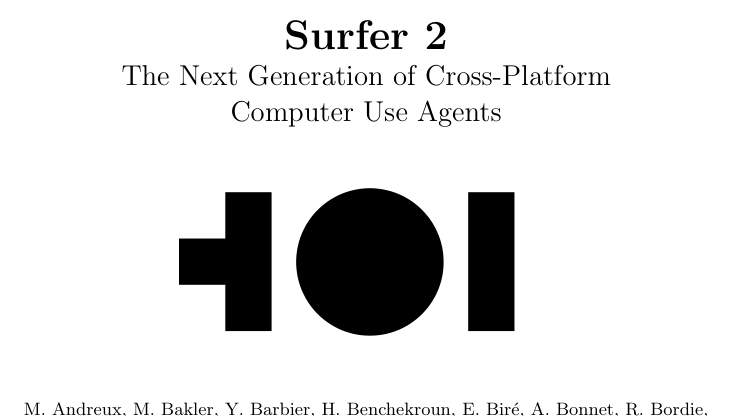 Surfer 2
The Next Generation of Cross-Platform
Computer Use Agents
M. Andreux, M. Bakler, Y. Barbier, H. Benchekroun, E. Biré, A. Bonnet, R. Bordie,